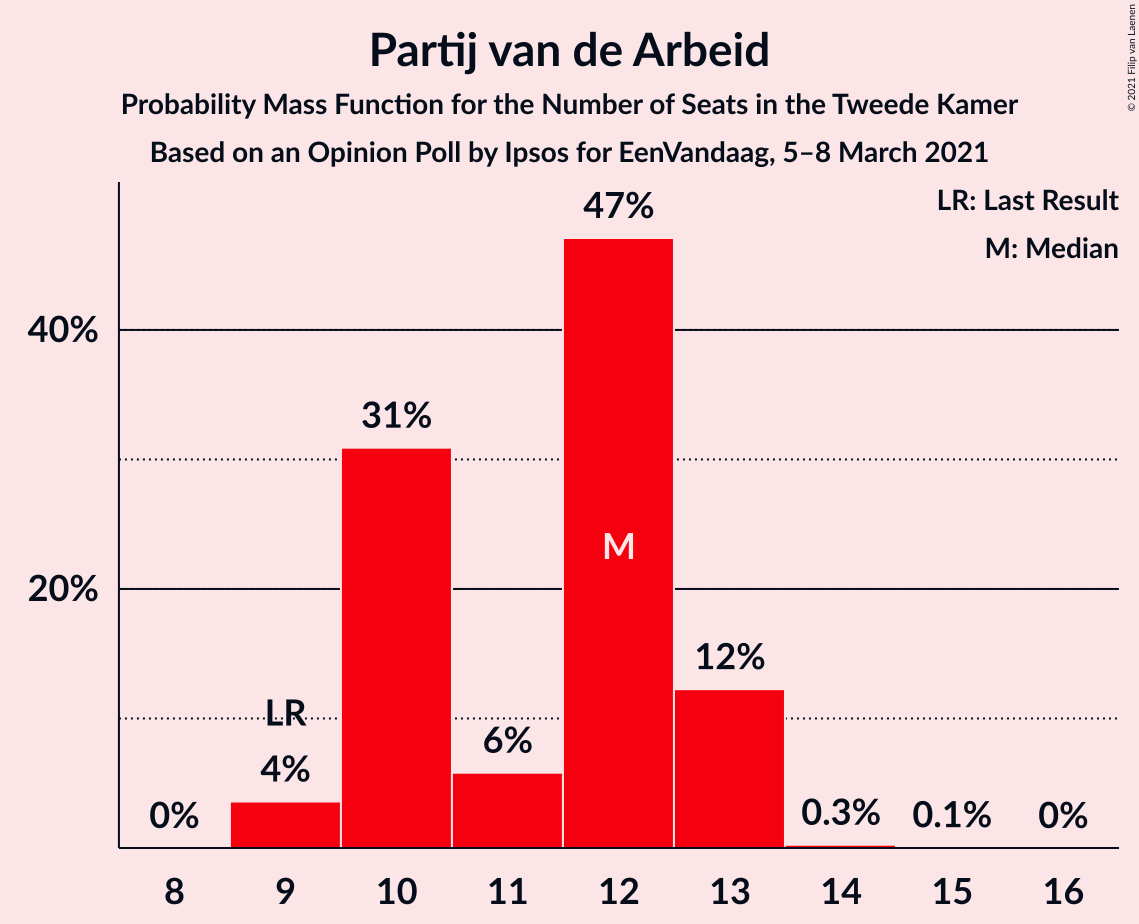 Partij van de Arbeid
Probability Mass Function for the Number of Seats in the Tweede Kamer
Based on an Opinion Poll by Ipsos for EenVandaag, 5–8 March 2021
© 2021 Filip van Laenen
LR: Last Result
M: Median
47%
40%
31%
M
20%
12%
LR
6%
4%
0%
0.3%
0.1%
0%
8 9 10 11 12 13 14 15 16